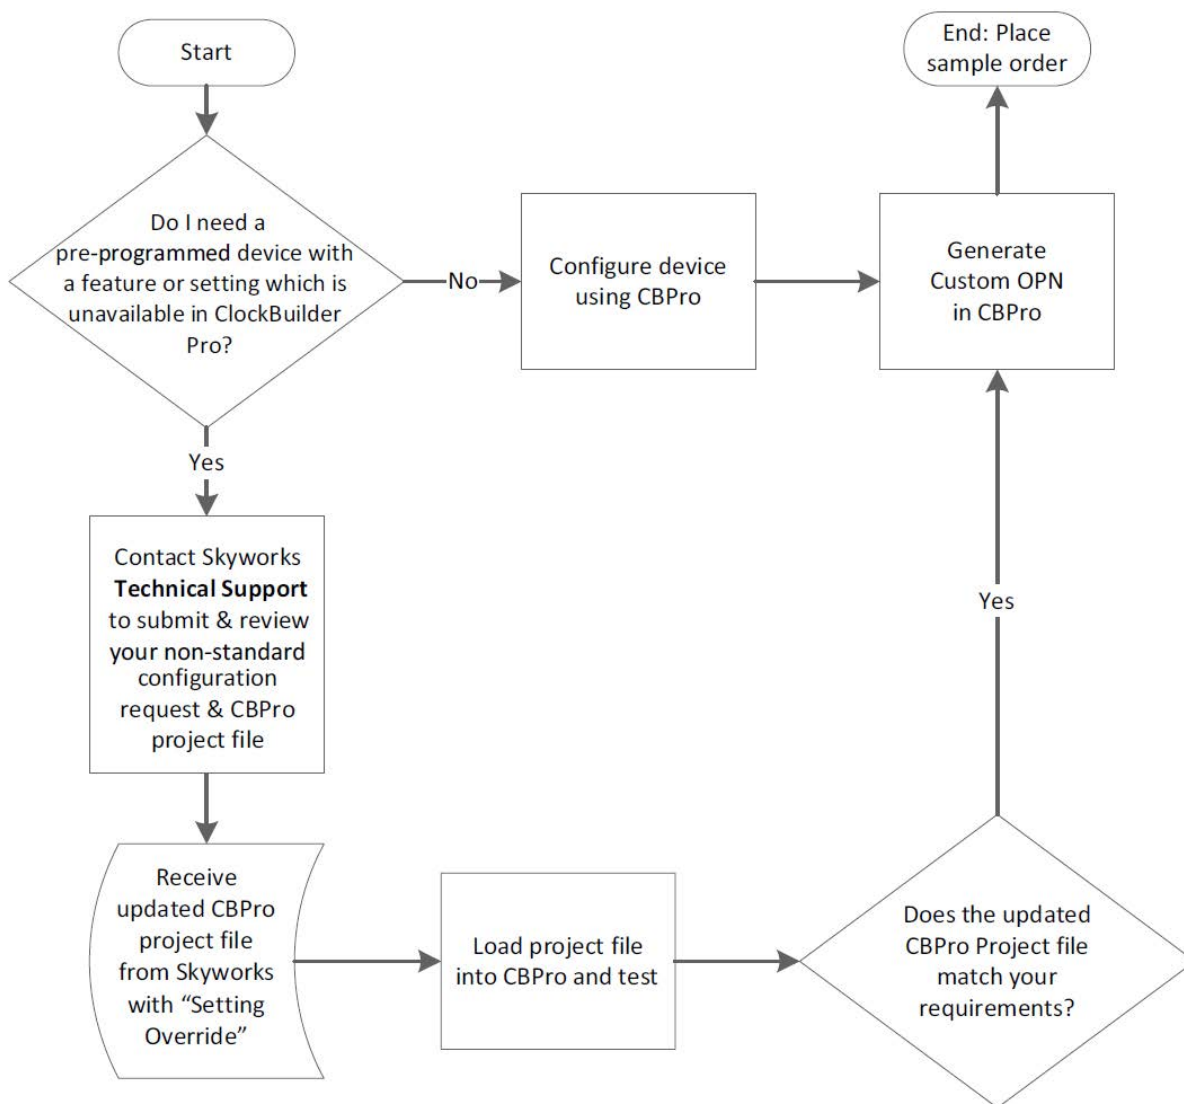 Start
Do I need a
pre-programmed device with
a feature or setting which is
unavailable in ClockBuilder
Pro?
No
Configure device
using CBPro
Generate
Custom OPN
in CBPro
End: Place
sample order
Yes
Contact Skyworks
Technical Support
to submit & review
your non-standard
configuration
request & CBPro
project file
Receive
updated CBPro
project file
from Skyworks
with “Setting
Override”
Load project file
into CBPro and test
Does the updated
CBPro Project file
match your
requirements?
Yes